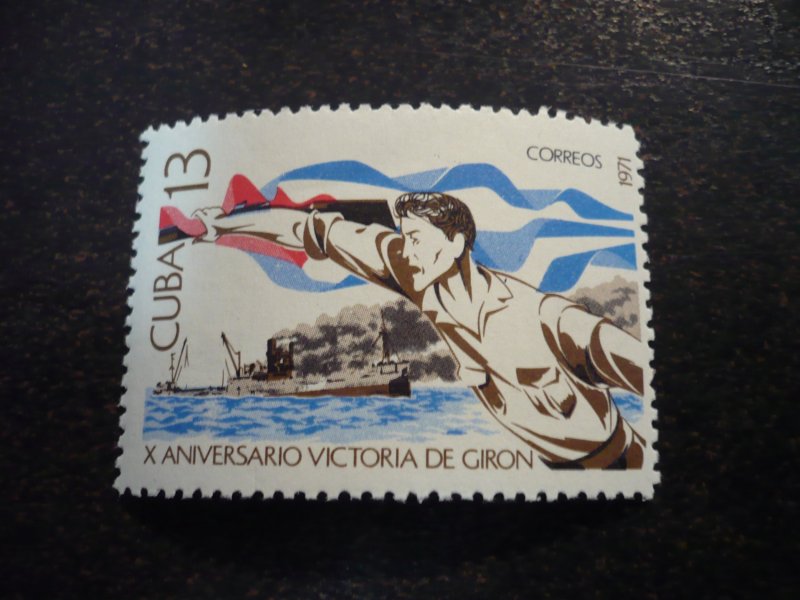 CUBA 13
CORREOS
1971
X ANIVERSARIO VICTORIA DE GIRON